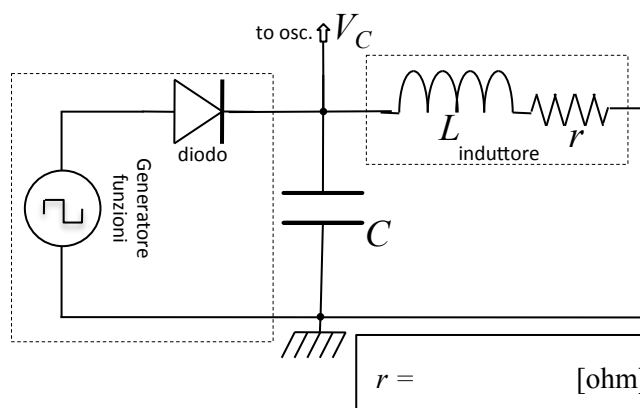 to osc. V_C
diodo
Generatore
funzioni
L
r
induttore
C
r = [ohm]